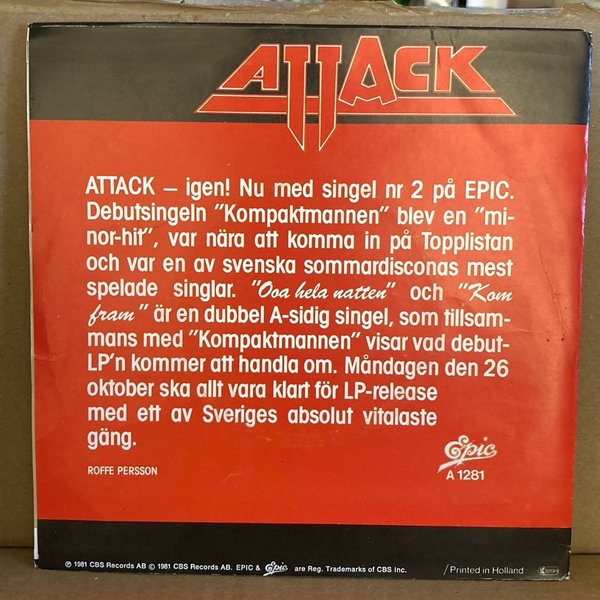 ATTACK
ATTACK — igen! Nu med singel nr 2 på EPIC.
Debutsingeln "Kompaktmannen" blev en "mi-
nor-hit", var nära att komma in på Topplistan
och var en av svenska sommardisconas mest
spelade singlar. "Ooa hela natten" och "Kom
fram" är en dubbel A-sidig singel, som tillsam-
mans med "Kompaktmannen" visar vad debut-
LP'n kommer att handla om. Måndagen den 26
oktober ska allt vara klart för LP-release
med ett av Sveriges absolut vitalaste
gäng.
ROFFE PERSSON
Epic
A 1281
℗ 1981 CBS Records AB © 1981 CBS Records AB. EPIC & Epic are Reg. Trademarks of CBS Inc.
/Printed in Holland